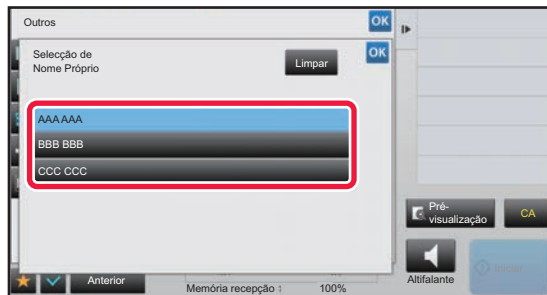 Outros
OK
Selecção de
Nome Próprio
Limpar
OK
AAA AAA
BBB BBB
CCC CCC
Pré-
visualização
CA
Anterior
Memória recepção :
100%
Altifalante
Iniciar